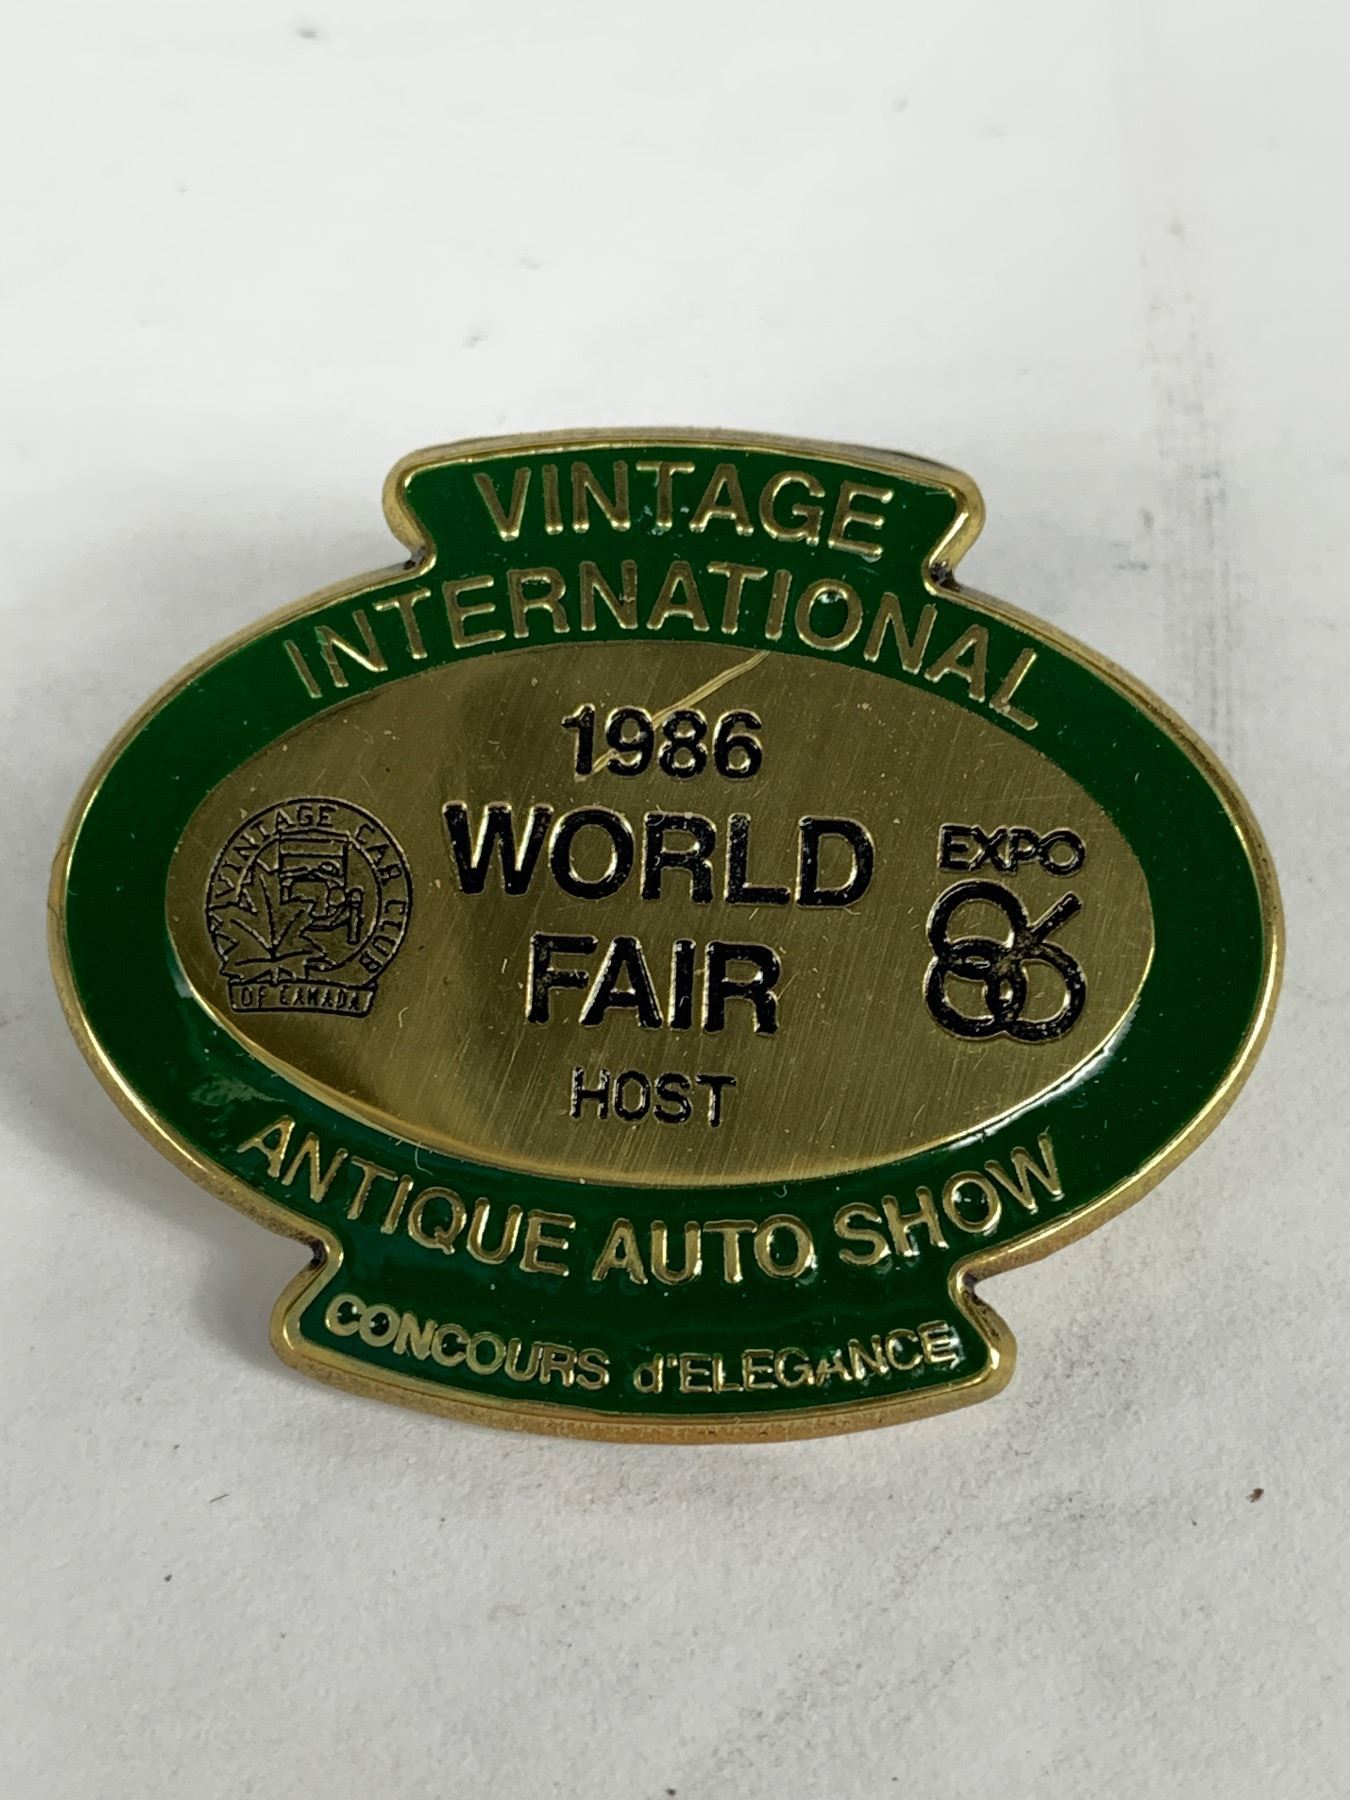 VINTAGE
INTERNATIONAL
1986
WORLD
FAIR
HOST
VINTAGE CAR CLUB
OF CANADA
EXPO
86
ANTIQUE AUTO SHOW
CONCOURS d'ELEGANCE